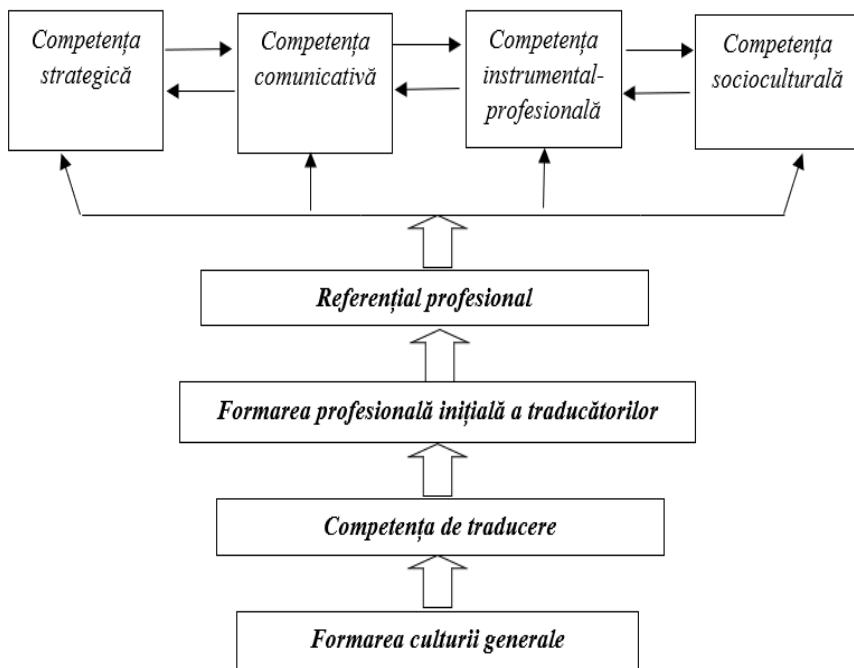 Competența
strategică
Competența
comunicativă
Competența
instrumental-
profesională
Competența
socioculturală
Referențial profesional
Formarea profesională inițială a traducătorilor
Competența de traducere
Formarea culturii generale